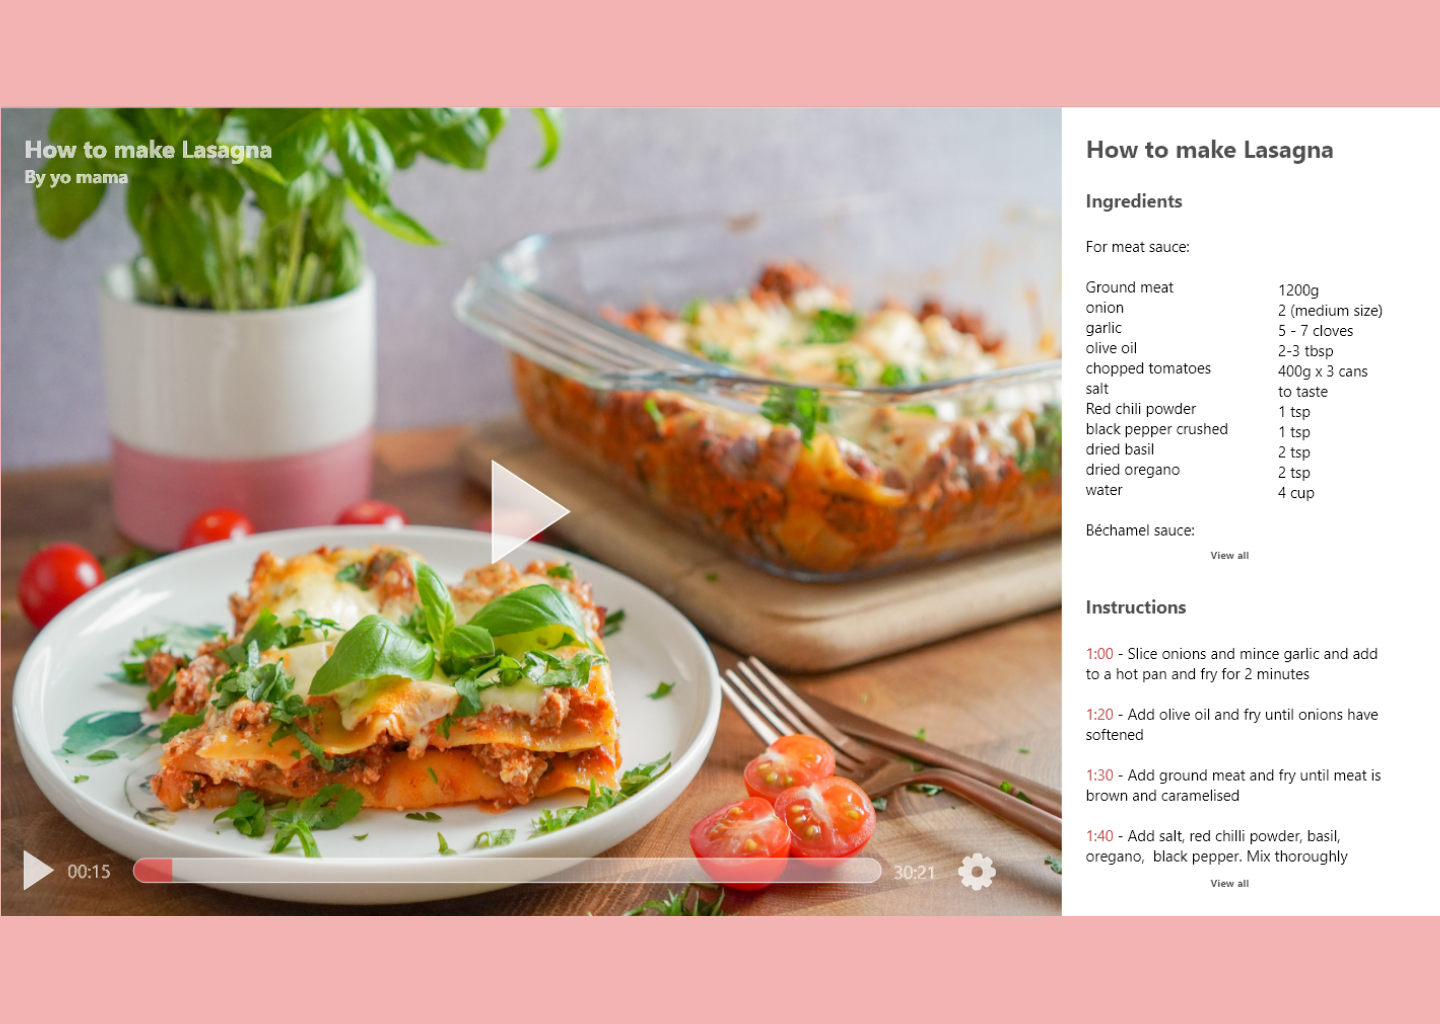 How to make Lasagna
By yo mama
00:15
30:21
How to make Lasagna
Ingredients
For meat sauce:
Ground meat 1200g
onion 2 (medium size)
garlic 5 - 7 cloves
olive oil 2-3 tbsp
chopped tomatoes 400g x 3 cans
salt to taste
Red chili powder 1 tsp
black pepper crushed 1 tsp
dried basil 2 tsp
dried oregano 2 tsp
water 4 cup
Béchamel sauce:
View all
Instructions
1:00 - Slice onions and mince garlic and add
to a hot pan and fry for 2 minutes
1:20 - Add olive oil and fry until onions have
softened
1:30 - Add ground meat and fry until meat is
brown and caramelised
1:40 - Add salt, red chilli powder, basil,
oregano,  black pepper. Mix thoroughly
View all